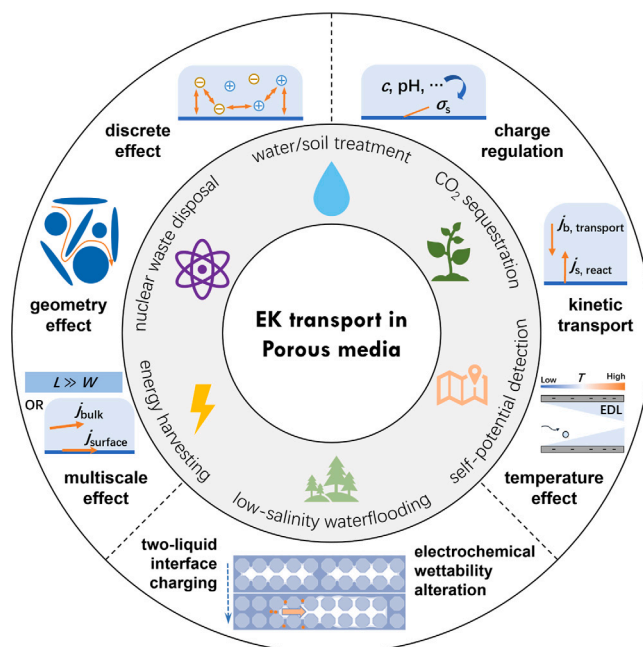 discrete
effect
⊖ ⊕ ⊖ ⊕
⊖ ⊕
c, pH, ···
σs
charge
regulation
jb, transport
js, react
kinetic
transport
Low T High
EDL
temperature
effect
electrochemical
wettability
alteration
two-liquid
interface
charging
L ≫ W
OR
jbulk
jsurface
multiscale
effect
geometry
effect
water/soil treatment
CO₂ sequestration
self-potential detection
low-salinity waterflooding
energy harvesting
nuclear waste disposal
EK transport in
Porous media